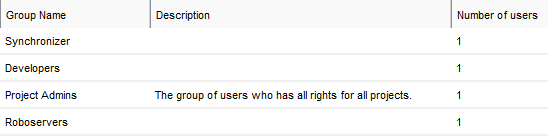 Group Name Description Number of users
Synchronizer 1
Developers 1
Project Admins The group of users who has all rights for all projects. 1
Roboservers 1